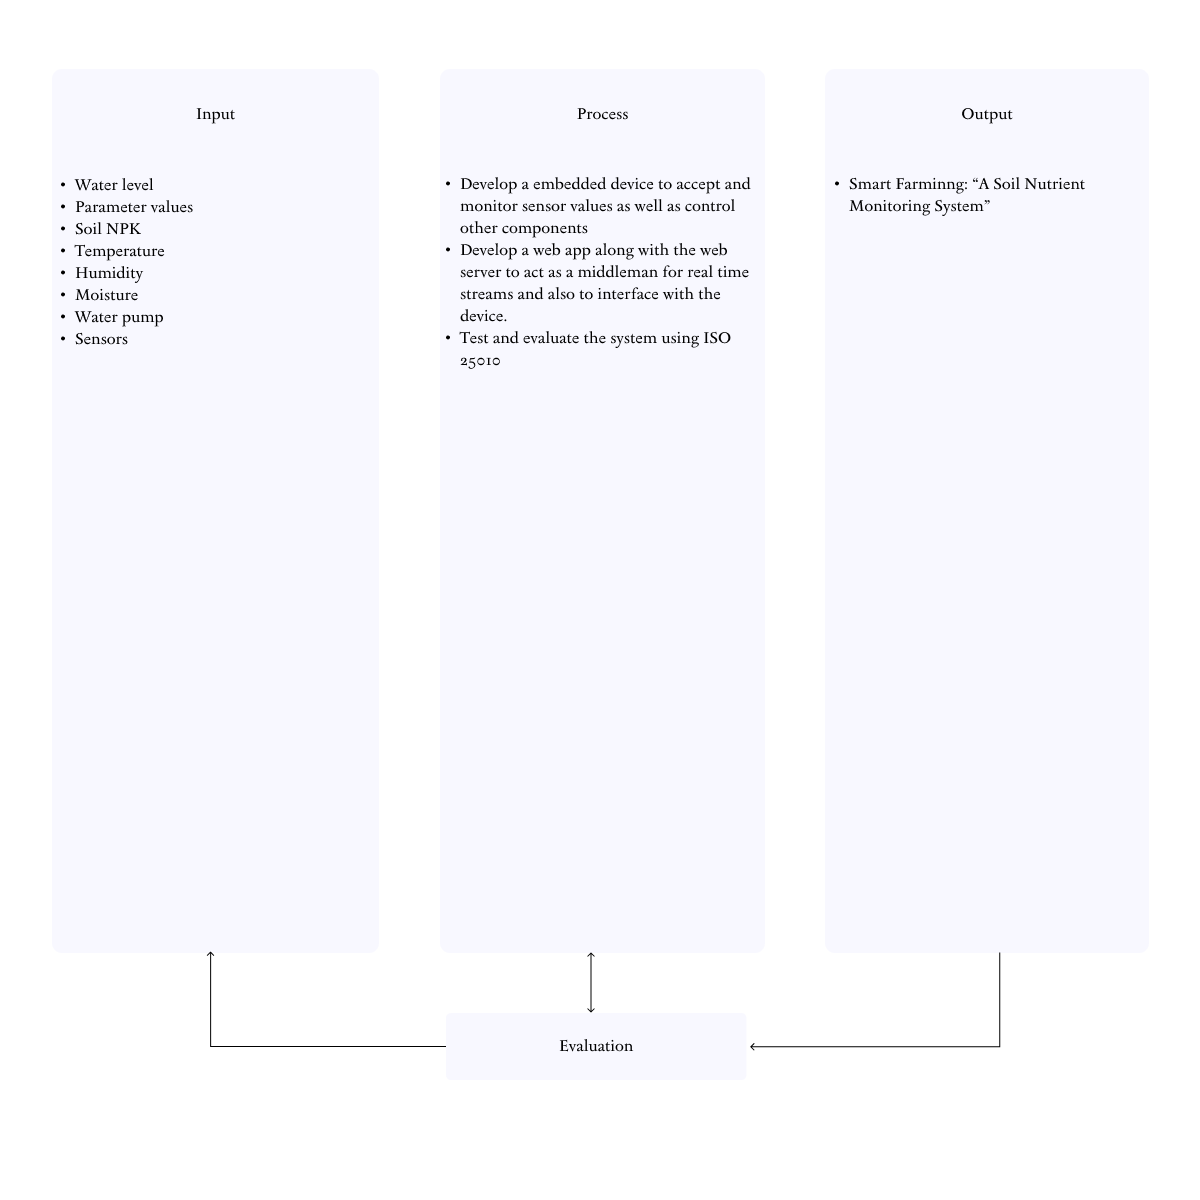 Input
• Water level
• Parameter values
• Soil NPK
• Temperature
• Humidity
• Moisture
• Water pump
• Sensors
Process
• Develop a embedded device to accept and
monitor sensor values as well as control
other components
• Develop a web app along with the web
server to act as a middleman for real time
streams and also to interface with the
device.
• Test and evaluate the system using ISO
25010
Output
• Smart Farminng: “A Soil Nutrient
Monitoring System”
Evaluation